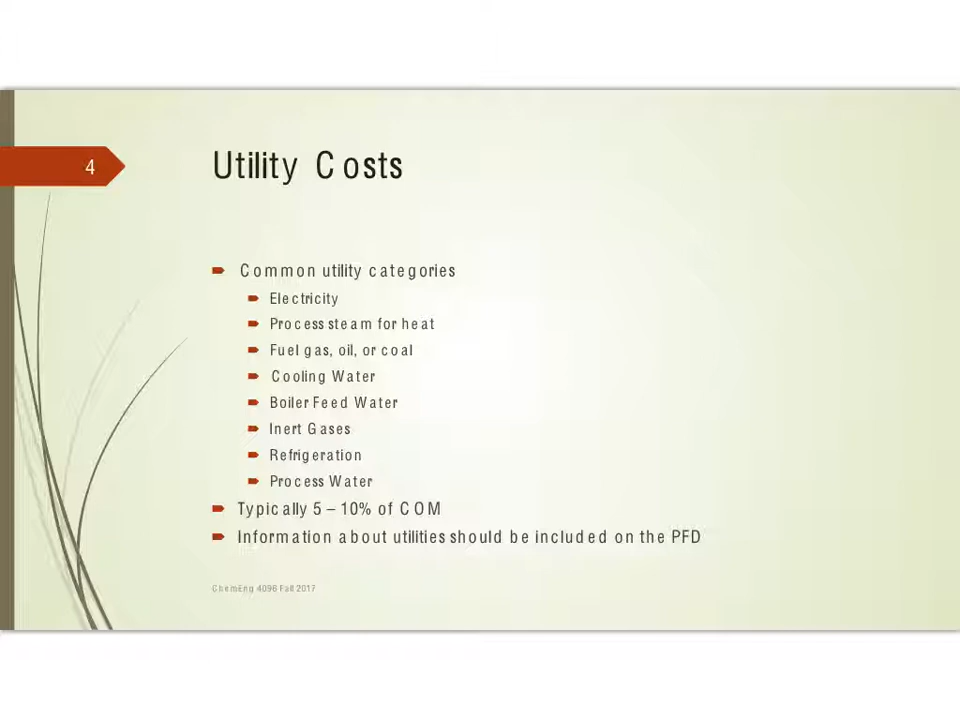 4
Utility Costs
Common utility categories
Electricity
Process steam for heat
Fuel gas, oil, or coal
Cooling Water
Boiler Feed Water
Inert Gases
Refrigeration
Process Water
Typically 5 – 10% of COM
Information about utilities should be included on the PFD
ChemEng 4096 Fall 2017